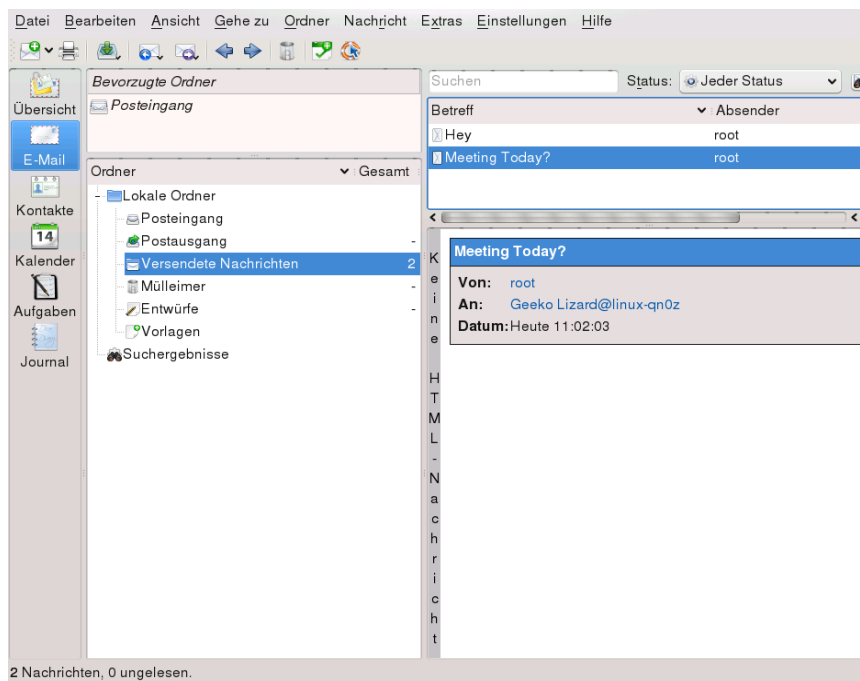 Datei Bearbeiten Ansicht Gehe zu Ordner Nachricht Extras Einstellungen Hilfe
Übersicht
E-Mail
Kontakte
14
Kalender
Aufgaben
Journal
Bevorzugte Ordner
Posteingang
Ordner Gesamt
Lokale Ordner
Posteingang
Postausgang -
Versendete Nachrichten 2
Mülleimer -
Entwürfe -
Vorlagen
Suchergebnisse
Suchen Status: Jeder Status
Betreff Absender
Hey root
Meeting Today? root
Keine HTML-Nachricht
Meeting Today?
Von: root
An: Geeko Lizard@linux-qn0z
Datum: Heute 11:02:03
2 Nachrichten, 0 ungelesen.